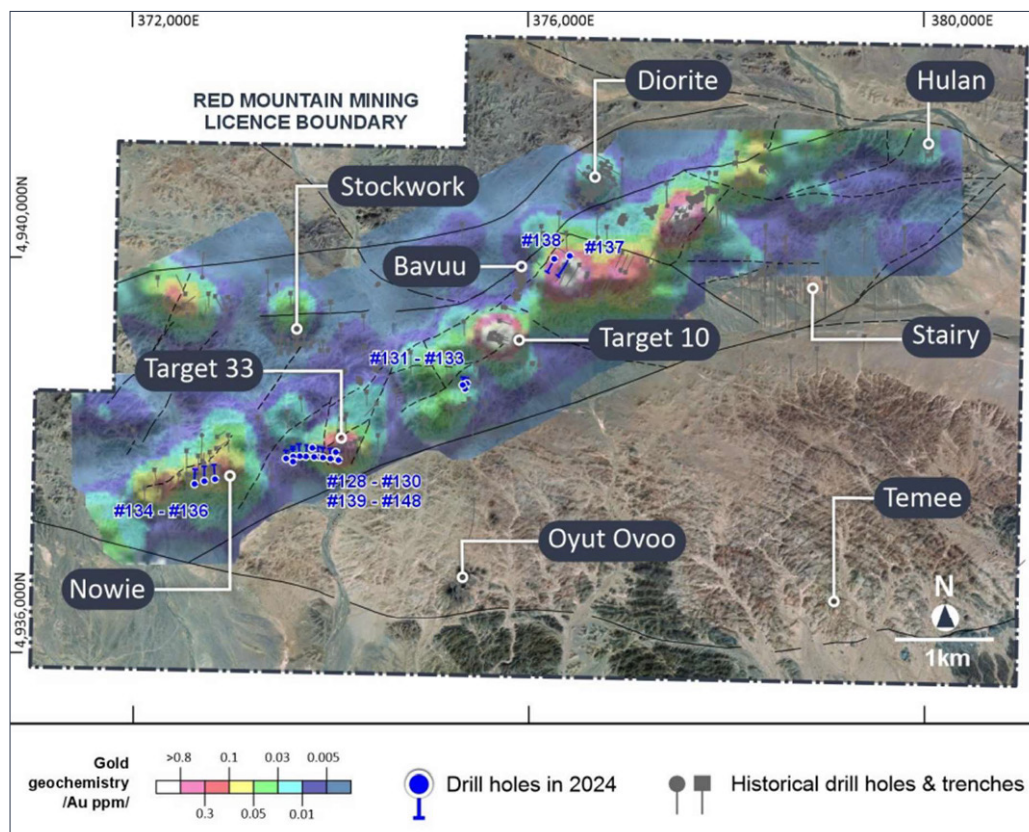 372,000E
376,000E
380,000E
RED MOUNTAIN MINING
LICENCE BOUNDARY
Diorite
Hulan
Stockwork
4,940,000N
#138
#137
Bavuu
Target 33
#131 - #133
Target 10
Stairy
#128 - #130
#139 - #148
#134 - #136
Temee
Oyut Ovoo
Nowie
4,936,000N
N
1km
Gold
geochemistry
/Au ppm/
>0.8 0.1 0.03 0.005
0.3 0.05 0.01
Drill holes in 2024
Historical drill holes & trenches